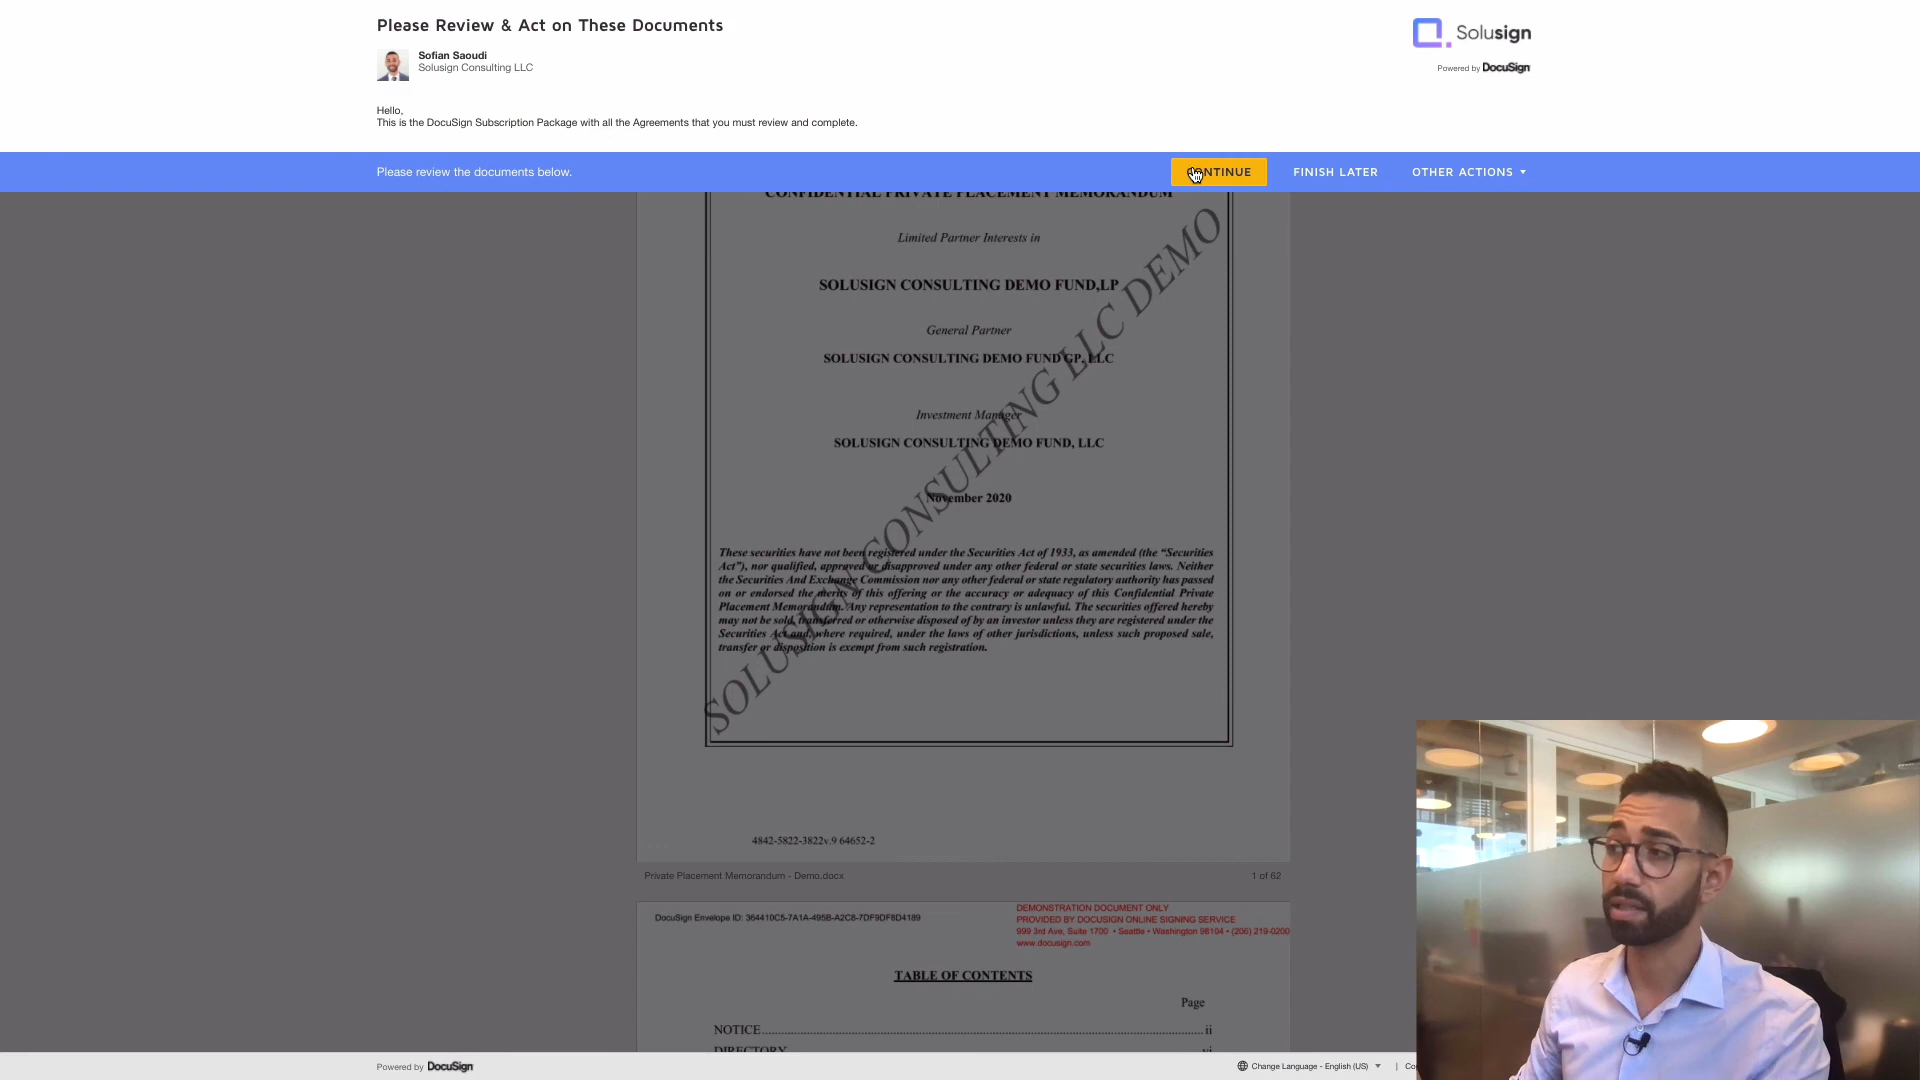 Please Review & Act on These Documents
Sofian Saoudi
Solusign Consulting LLC
Solusign
Powered by DocuSign
Hello,
This is the DocuSign Subscription Package with all the Agreements that you must review and complete.
Please review the documents below.
CONTINUE
FINISH LATER
OTHER ACTIONS
CONFIDENTIAL PRIVATE PLACEMENT MEMORANDUM
Limited Partner Interests in
SOLUSIGN CONSULTING DEMO FUND,LP
General Partner
SOLUSIGN CONSULTING DEMO FUND GP, LLC
Investment Manager
SOLUSIGN CONSULTING DEMO FUND, LLC
November 2020
These securities have not been registered under the Securities Act of 1933, as amended (the “Securities
Act”), nor qualified, approved or disapproved under any other federal or state securities laws. Neither
the Securities And Exchange Commission nor any other federal or state regulatory authority has passed
on or endorsed the merits of this offering or the accuracy or adequacy of this Confidential Private
Placement Memorandum. Any representation to the contrary is unlawful. The securities offered hereby
may not be sold, transferred or otherwise disposed of by an investor unless they are registered under the
Securities Act and, where required, under the laws of other jurisdictions, unless such proposed sale,
transfer or disposition is exempt from such registration.
SOLUSIGN CONSULTING LLC DEMO
4842-5822-3822v.9 64652-2
Private Placement Memorandum - Demo.docx
1 of 62
DocuSign Envelope ID: 364410C5-7A1A-495B-A2C8-7DF9DF8D4189
DEMONSTRATION DOCUMENT ONLY
PROVIDED BY DOCUSIGN ONLINE SIGNING SERVICE
999 3rd Ave, Suite 1700 • Seattle • Washington 98104 • (206) 219-0200
www.docusign.com
TABLE OF CONTENTS
Page
NOTICE ii
DIRECTORY vi
Powered by DocuSign
Change Language - English (US) |